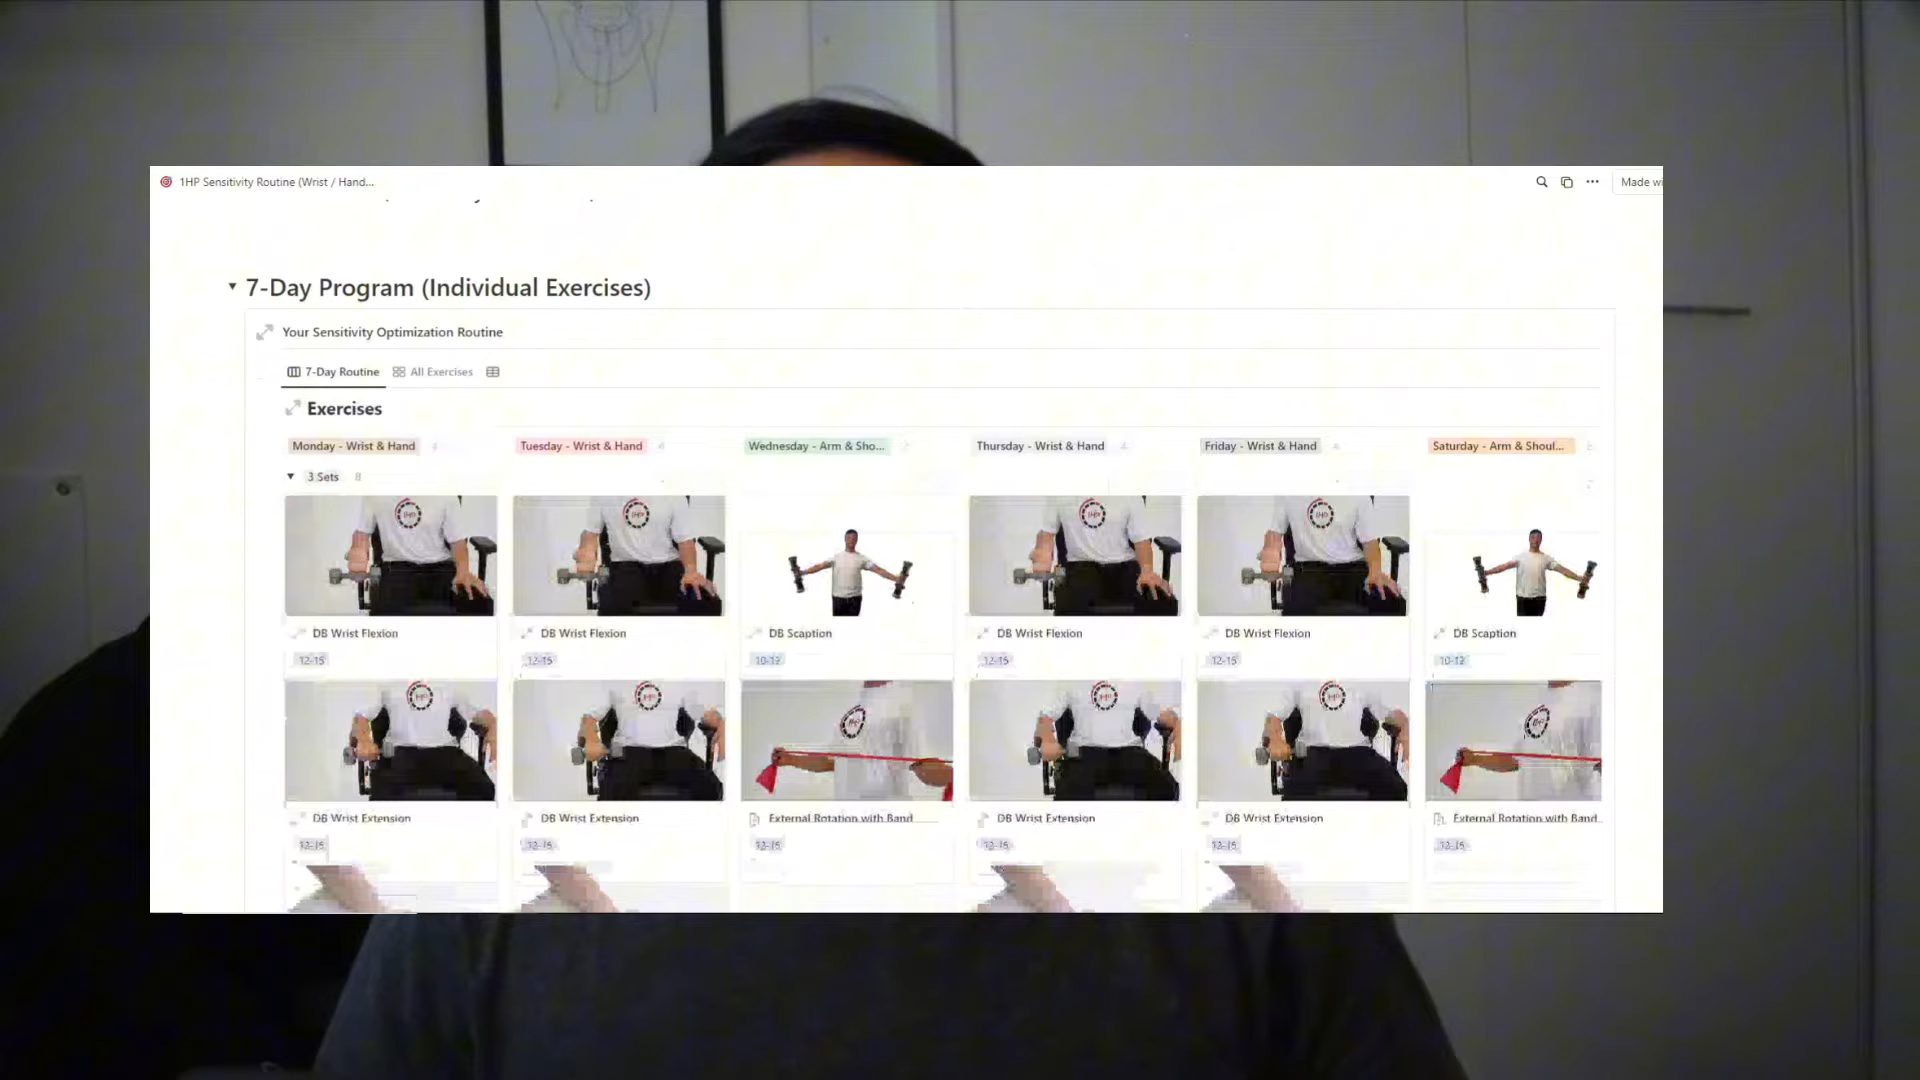 1HP Sensitivity Routine (Wrist / Hand...
Made wi
7-Day Program (Individual Exercises)
Your Sensitivity Optimization Routine
7-Day Routine All Exercises
Exercises
Monday - Wrist & Hand 4 Tuesday - Wrist & Hand 4 Wednesday - Arm & Sho... Thursday - Wrist & Hand Friday - Wrist & Hand Saturday - Arm & Shoul...
3 Sets 8
DB Wrist Flexion DB Wrist Flexion DB Scaption DB Wrist Flexion DB Wrist Flexion DB Scaption
12-15 12-15 10-12 12-15 12-15 10-12
DB Wrist Extension DB Wrist Extension External Rotation with Band DB Wrist Extension DB Wrist Extension External Rotation with Band
12-15 12-15 12-15 12-15 12-15 12-15